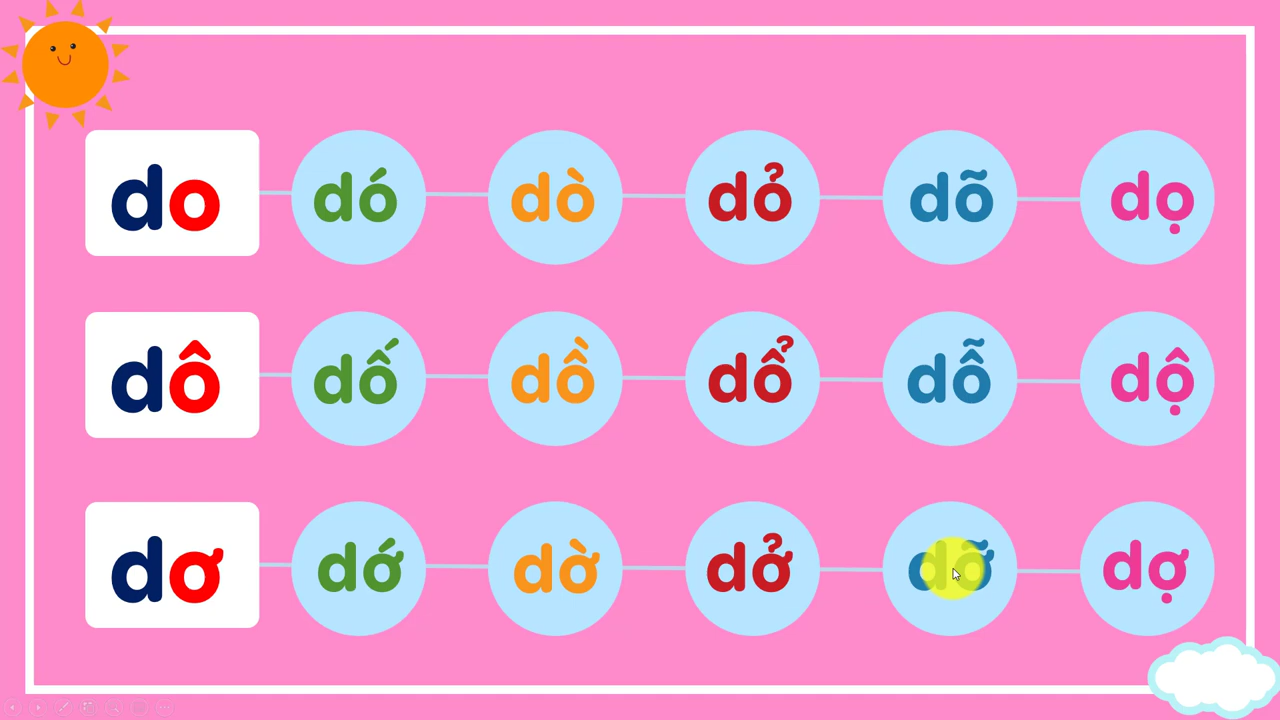 do dó dò dỏ dõ dọ
dô dố dồ dổ dỗ dộ
dơ dớ dờ dở dỡ dợ